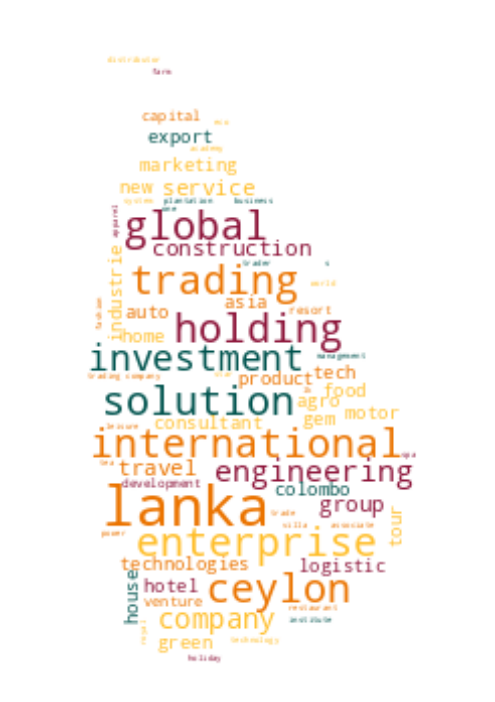 distributor
farm
capital
export
academy
marketing
new service
system plantation business
apparel
global
construction
trader s
industrie
trading
world
asia
fashion
auto
resort
holding
home
investment
management
trading company
product tech
food
solution
agro
gem motor
consultant
leisure
international
spa
tea
travel
engineering
development
colombo
lanka
group
trade
tour
villa associate
power
enterprise
technologies
logistic
house
hotel
ceylon
venture
restaurant
company
institute
royal
green
technology
holiday